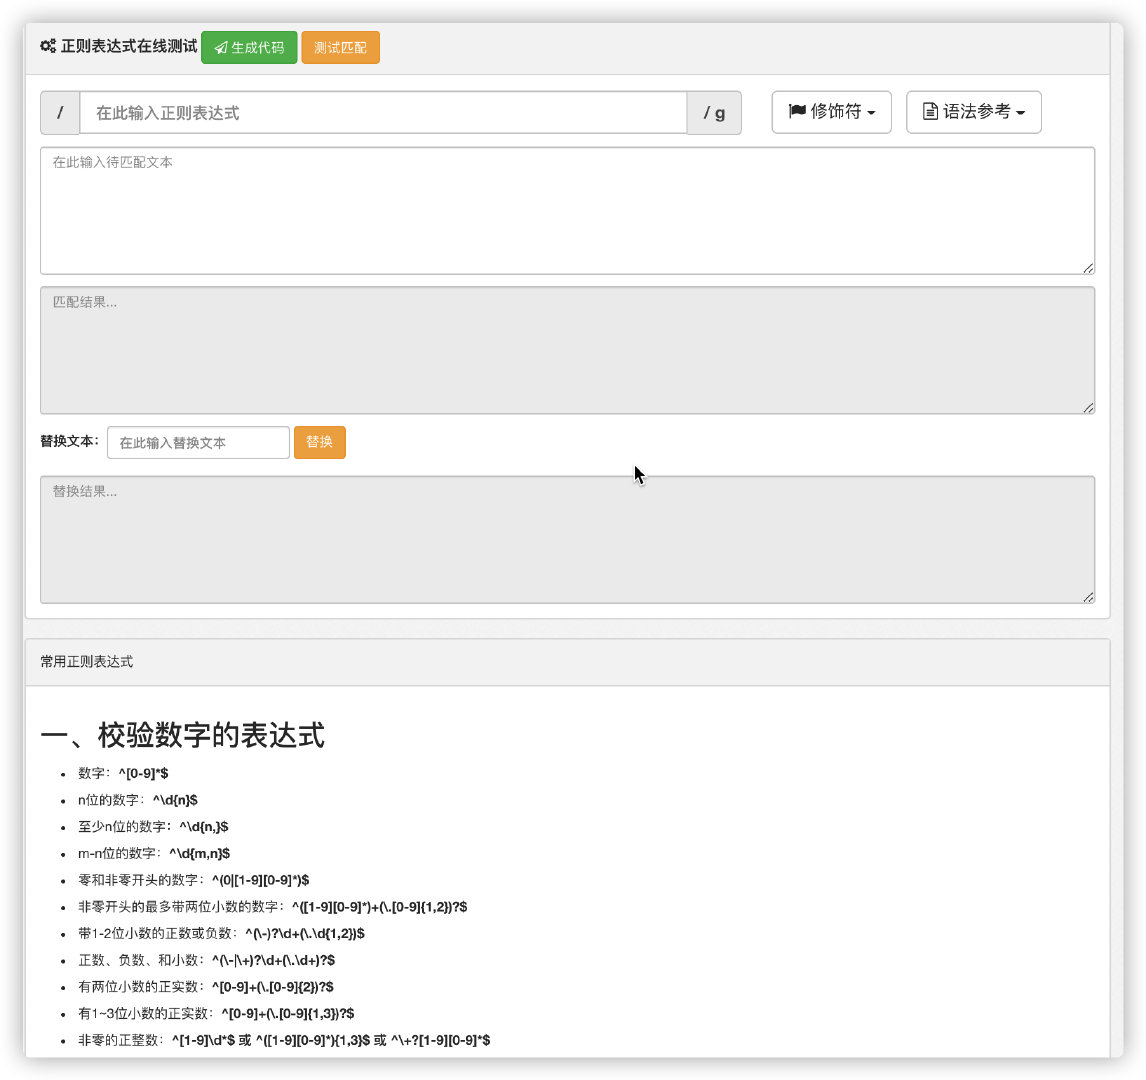 正则表达式在线测试 生成代码 测试匹配
/ 在此输入正则表达式 / g 修饰符 语法参考
在此输入待匹配文本
匹配结果...
替换文本： 在此输入替换文本 替换
替换结果...
常用正则表达式
一、校验数字的表达式
• 数字：^[0-9]*$
• n位的数字：^\d{n}$
• 至少n位的数字：^\d{n,}$
• m-n位的数字：^\d{m,n}$
• 零和非零开头的数字：^(0|[1-9][0-9]*)$
• 非零开头的最多带两位小数的数字：^([1-9][0-9]*)+(\.[0-9]{1,2})?$
• 带1-2位小数的正数或负数：^(\-)?\d+(\.\d{1,2})$
• 正数、负数、和小数：^(\-|\+)?\d+(\.\d+)?$
• 有两位小数的正实数：^[0-9]+(\.[0-9]{2})?$
• 有1~3位小数的正实数：^[0-9]+(\.[0-9]{1,3})?$
• 非零的正整数：^[1-9]\d*$ 或 ^([1-9][0-9]*){1,3}$ 或 ^\+?[1-9][0-9]*$